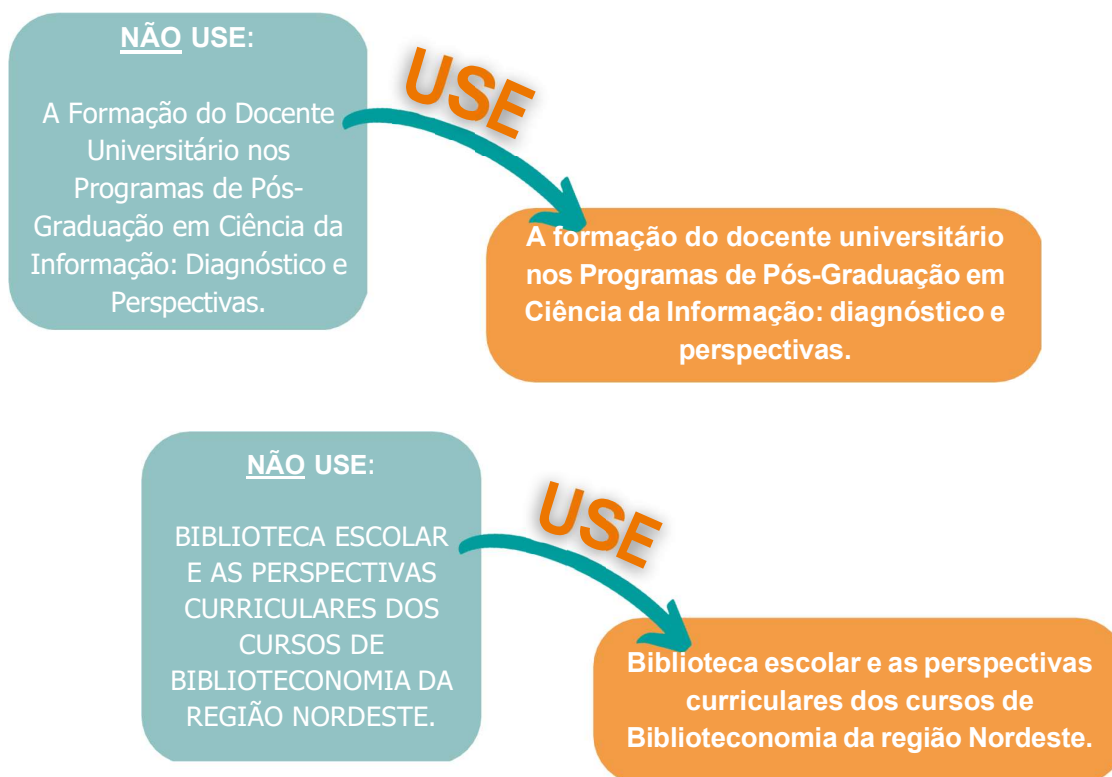 NÃO USE:
A Formação do Docente
Universitário nos
Programas de Pós-
Graduação em Ciência da
Informação: Diagnóstico e
Perspectivas.
USE
A formação do docente universitário
nos Programas de Pós-Graduação em
Ciência da Informação: diagnóstico e
perspectivas.
NÃO USE:
BIBLIOTECA ESCOLAR
E AS PERSPECTIVAS
CURRICULARES DOS
CURSOS DE
BIBLIOTECONOMIA DA
REGIÃO NORDESTE.
USE
Biblioteca escolar e as perspectivas
curriculares dos cursos de
Biblioteconomia da região Nordeste.